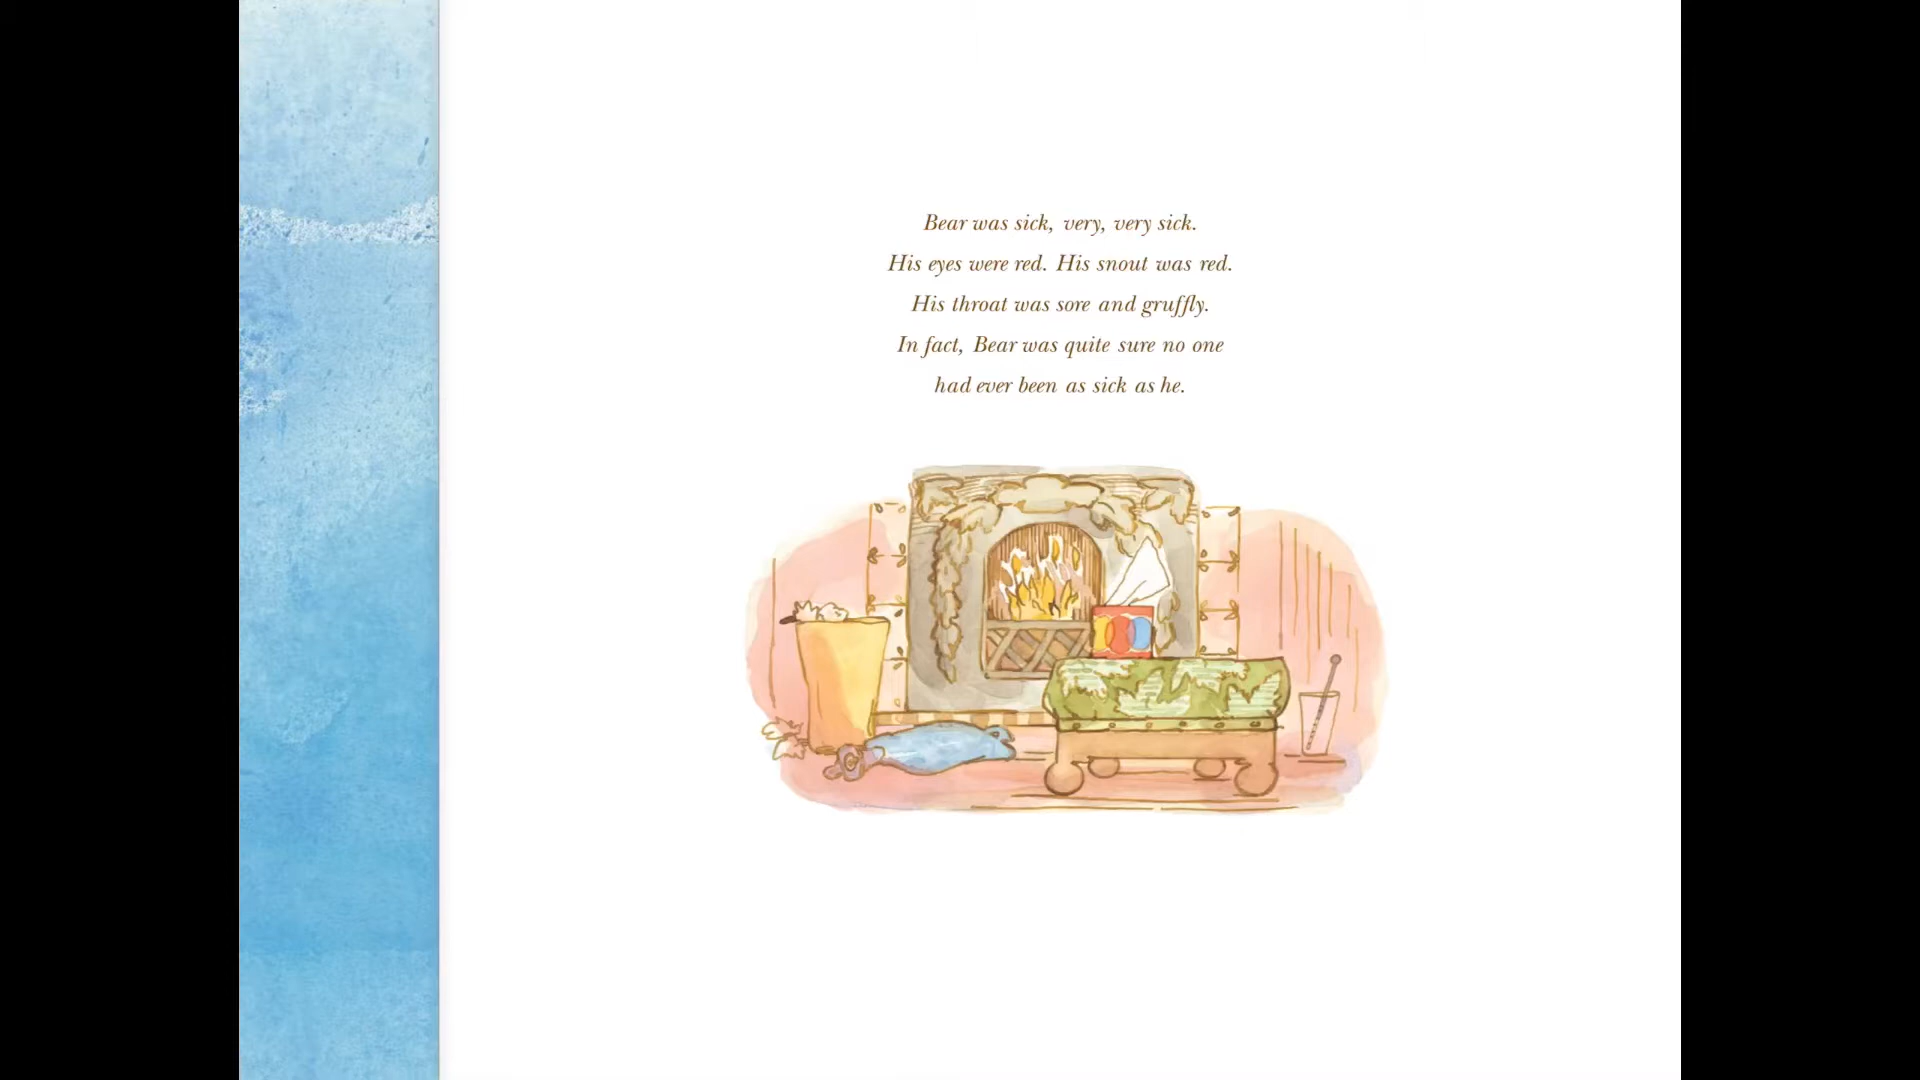 Bear was sick, very, very sick.
His eyes were red. His snout was red.
His throat was sore and gruffly.
In fact, Bear was quite sure no one
had ever been as sick as he.